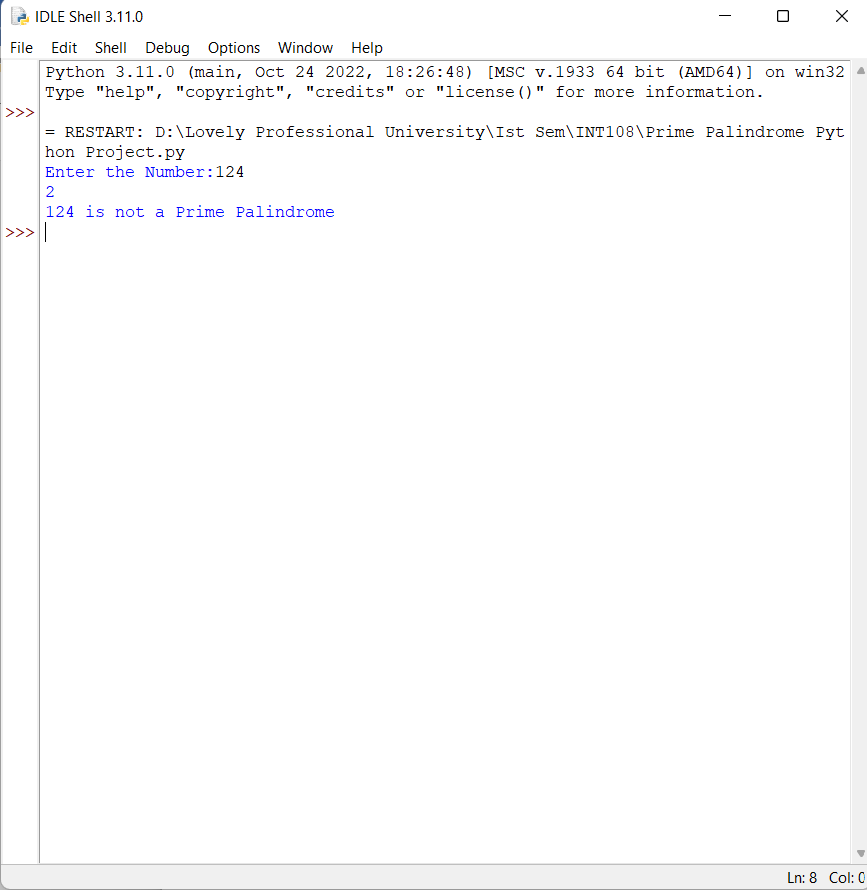 IDLE Shell 3.11.0
File Edit Shell Debug Options Window Help
Python 3.11.0 (main, Oct 24 2022, 18:26:48) [MSC v.1933 64 bit (AMD64)] on win32
Type "help", "copyright", "credits" or "license()" for more information.
>>>
= RESTART: D:\Lovely Professional University\Ist Sem\INT108\Prime Palindrome Pyt
hon Project.py
Enter the Number:124
2
124 is not a Prime Palindrome
>>>
Ln: 8 Col: 0